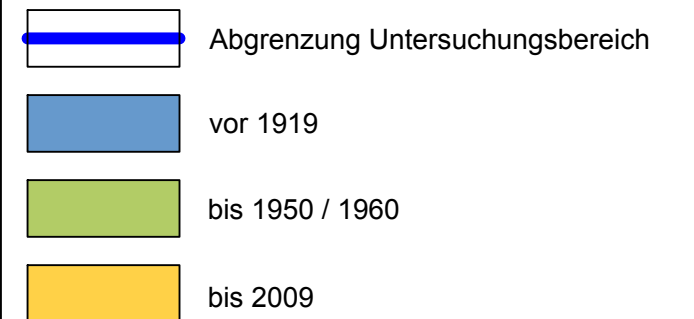 Abgrenzung Untersuchungsbereich
vor 1919
bis 1950 / 1960
bis 2009